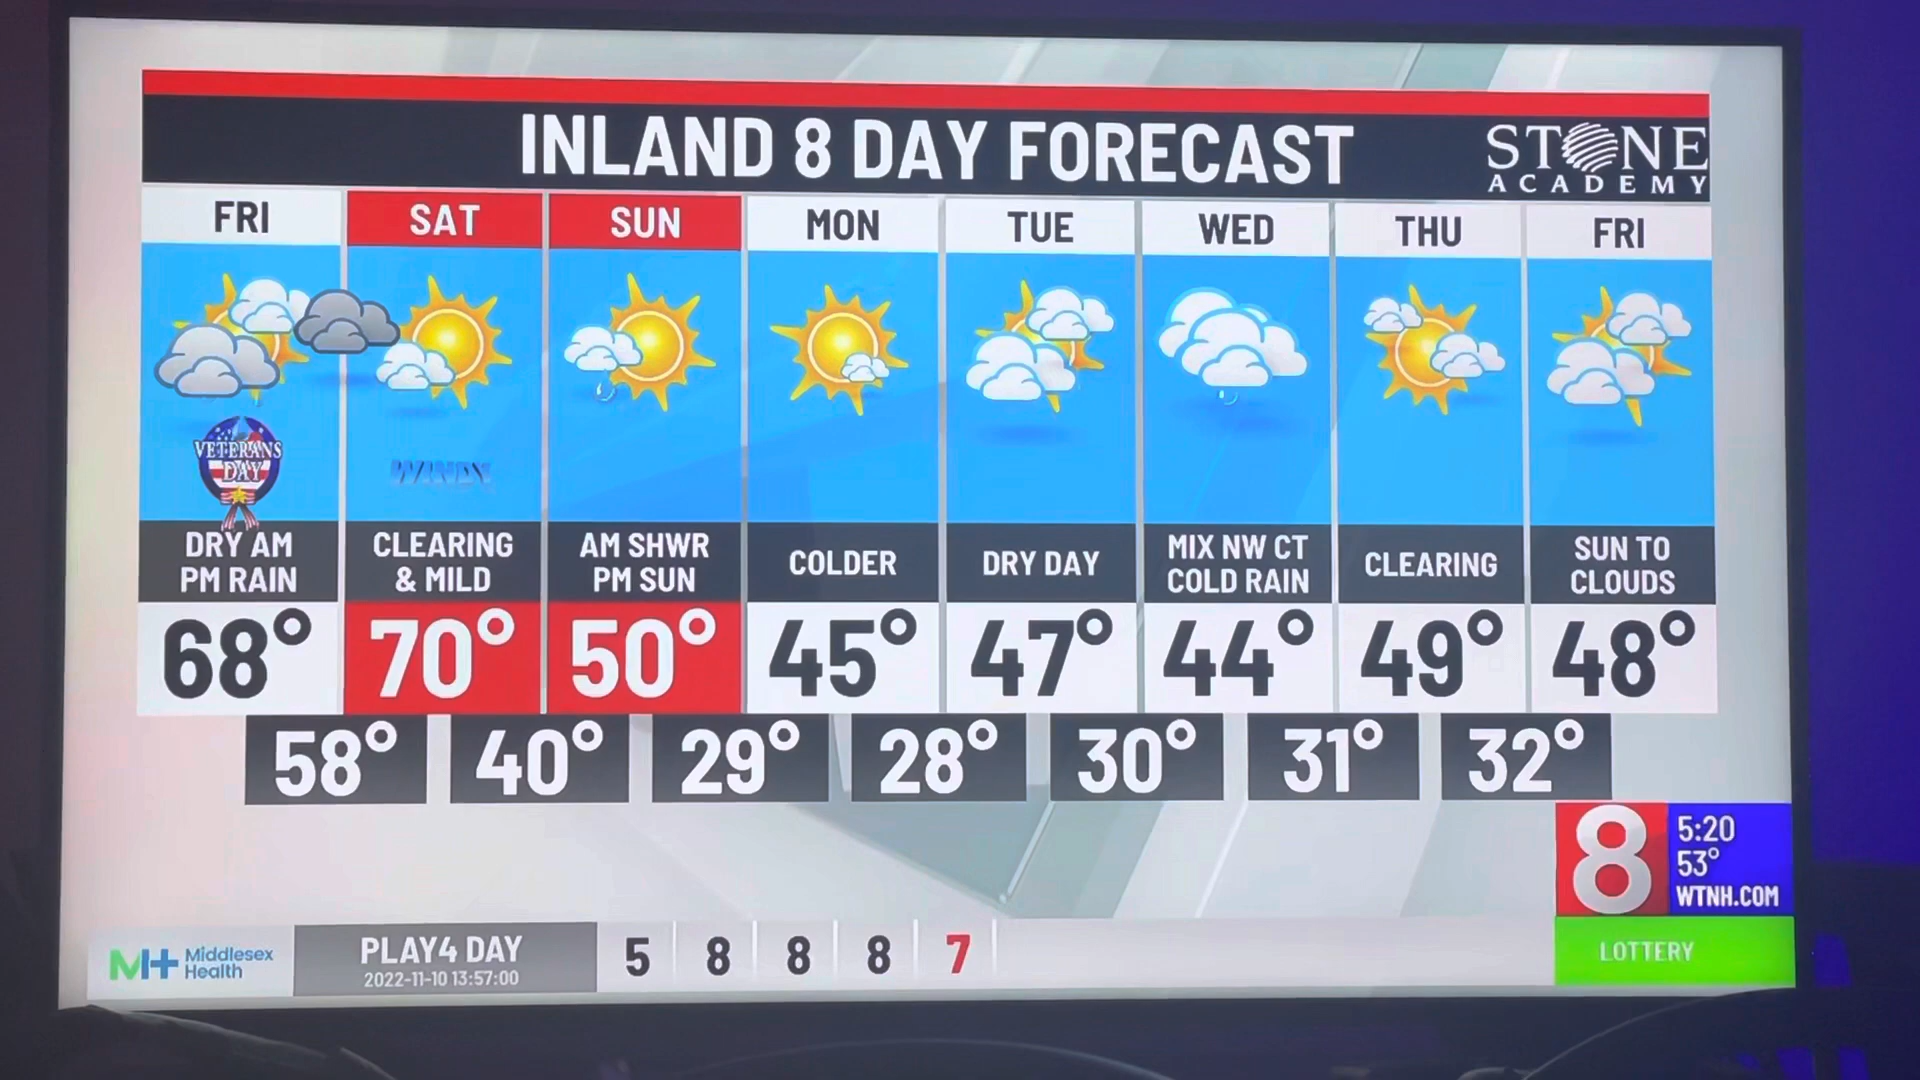 INLAND 8 DAY FORECAST
STONE
ACADEMY
FRI SAT SUN MON TUE WED THU FRI
VETERANS
DAY
WINDY
DRY AM
PM RAIN
CLEARING
& MILD
AM SHWR
PM SUN
COLDER
DRY DAY
MIX NW CT
COLD RAIN
CLEARING
SUN TO
CLOUDS
68° 70° 50° 45° 47° 44° 49° 48°
58° 40° 29° 28° 30° 31° 32°
8
5:20
53°
WTNH.COM
M+ Middlesex
Health
PLAY4 DAY
2022-11-10 13:57:00
5 8 8 8 7
LOTTERY